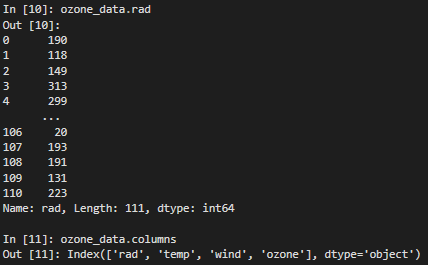 In [10]: ozone_data.rad
Out [10]:
0      190
1      118
2      149
3      313
4      299
      ...
106     20
107    193
108    191
109    131
110    223
Name: rad, Length: 111, dtype: int64
In [11]: ozone_data.columns
Out [11]: Index(['rad', 'temp', 'wind', 'ozone'], dtype='object')